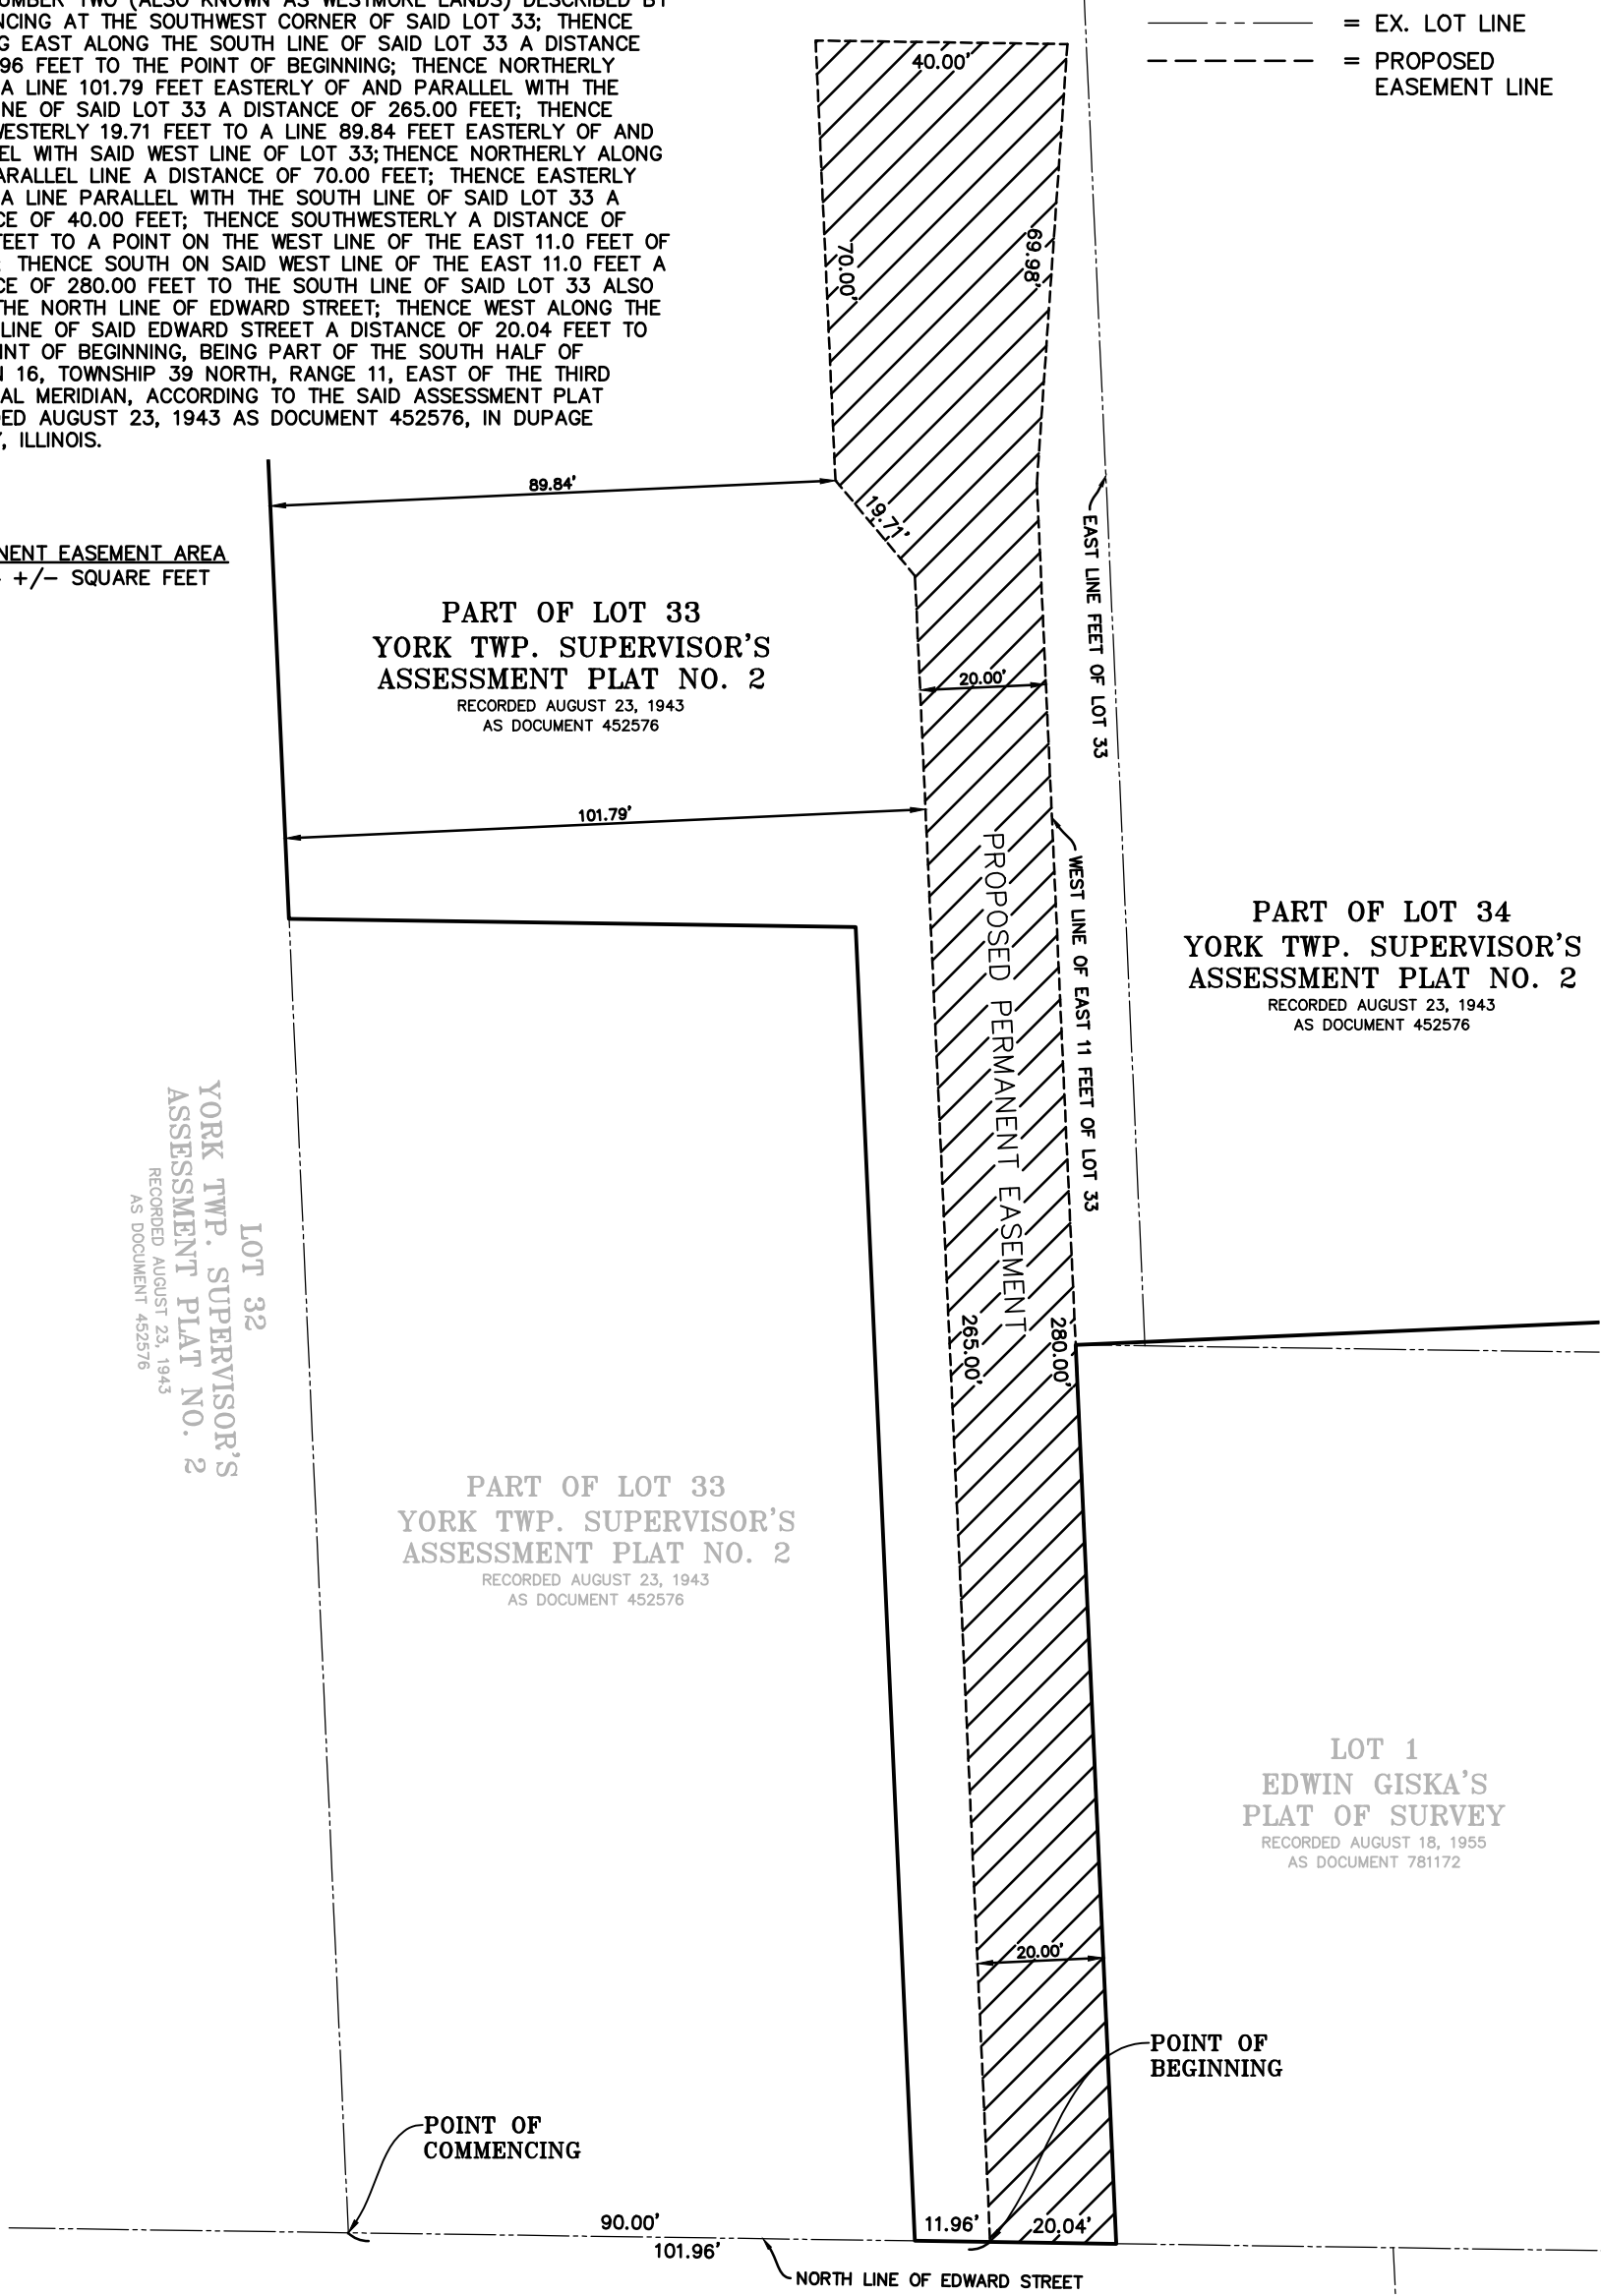 (ALSO KNOWN AS WESTMORE LANDS) DESCRIBED BY
AT THE SOUTHWEST CORNER OF SAID LOT 33; THENCE
EAST ALONG THE SOUTH LINE OF SAID LOT 33 A DISTANCE
96 FEET TO THE POINT OF BEGINNING; THENCE NORTHERLY
A LINE 101.79 FEET EASTERLY OF AND PARALLEL WITH THE
OF SAID LOT 33 A DISTANCE OF 265.00 FEET; THENCE
19.71 FEET TO A LINE 89.84 FEET EASTERLY OF AND
WITH SAID WEST LINE OF LOT 33; THENCE NORTHERLY ALONG
LINE A DISTANCE OF 70.00 FEET; THENCE EASTERLY
A LINE PARALLEL WITH THE SOUTH LINE OF SAID LOT 33 A
OF 40.00 FEET; THENCE SOUTHWESTERLY A DISTANCE OF
FEET TO A POINT ON THE WEST LINE OF THE EAST 11.0 FEET OF
THENCE SOUTH ON SAID WEST LINE OF THE EAST 11.0 FEET A
OF 280.00 FEET TO THE SOUTH LINE OF SAID LOT 33 ALSO
THE NORTH LINE OF EDWARD STREET; THENCE WEST ALONG THE
LINE OF SAID EDWARD STREET A DISTANCE OF 20.04 FEET TO
OF BEGINNING, BEING PART OF THE SOUTH HALF OF
16, TOWNSHIP 39 NORTH, RANGE 11, EAST OF THE THIRD
MERIDIAN, ACCORDING TO THE SAID ASSESSMENT PLAT
AUGUST 23, 1943 AS DOCUMENT 452576, IN DUPAGE
, ILLINOIS.
= EX. LOT LINE
= PROPOSED
EASEMENT LINE
40.00'
70.00'
69.98'
89.84'
19.71'
EASEMENT AREA
+/- SQUARE FEET
PART OF LOT 33
YORK TWP. SUPERVISOR'S
ASSESSMENT PLAT NO. 2
RECORDED AUGUST 23, 1943
AS DOCUMENT 452576
EAST LINE FEET OF LOT 33
20.00'
101.79'
PROPOSED PERMANENT EASEMENT
WEST LINE OF EAST 11 FEET OF LOT 33
PART OF LOT 34
YORK TWP. SUPERVISOR'S
ASSESSMENT PLAT NO. 2
RECORDED AUGUST 23, 1943
AS DOCUMENT 452576
LOT 32
YORK TWP. SUPERVISOR'S
ASSESSMENT PLAT NO. 2
RECORDED AUGUST 23, 1943
AS DOCUMENT 452576
265.00'
280.00'
PART OF LOT 33
YORK TWP. SUPERVISOR'S
ASSESSMENT PLAT NO. 2
RECORDED AUGUST 23, 1943
AS DOCUMENT 452576
LOT 1
EDWIN GISKA'S
PLAT OF SURVEY
RECORDED AUGUST 18, 1955
AS DOCUMENT 781172
20.00'
POINT OF
BEGINNING
POINT OF
COMMENCING
90.00'
11.96'
20.04'
101.96'
NORTH LINE OF EDWARD STREET